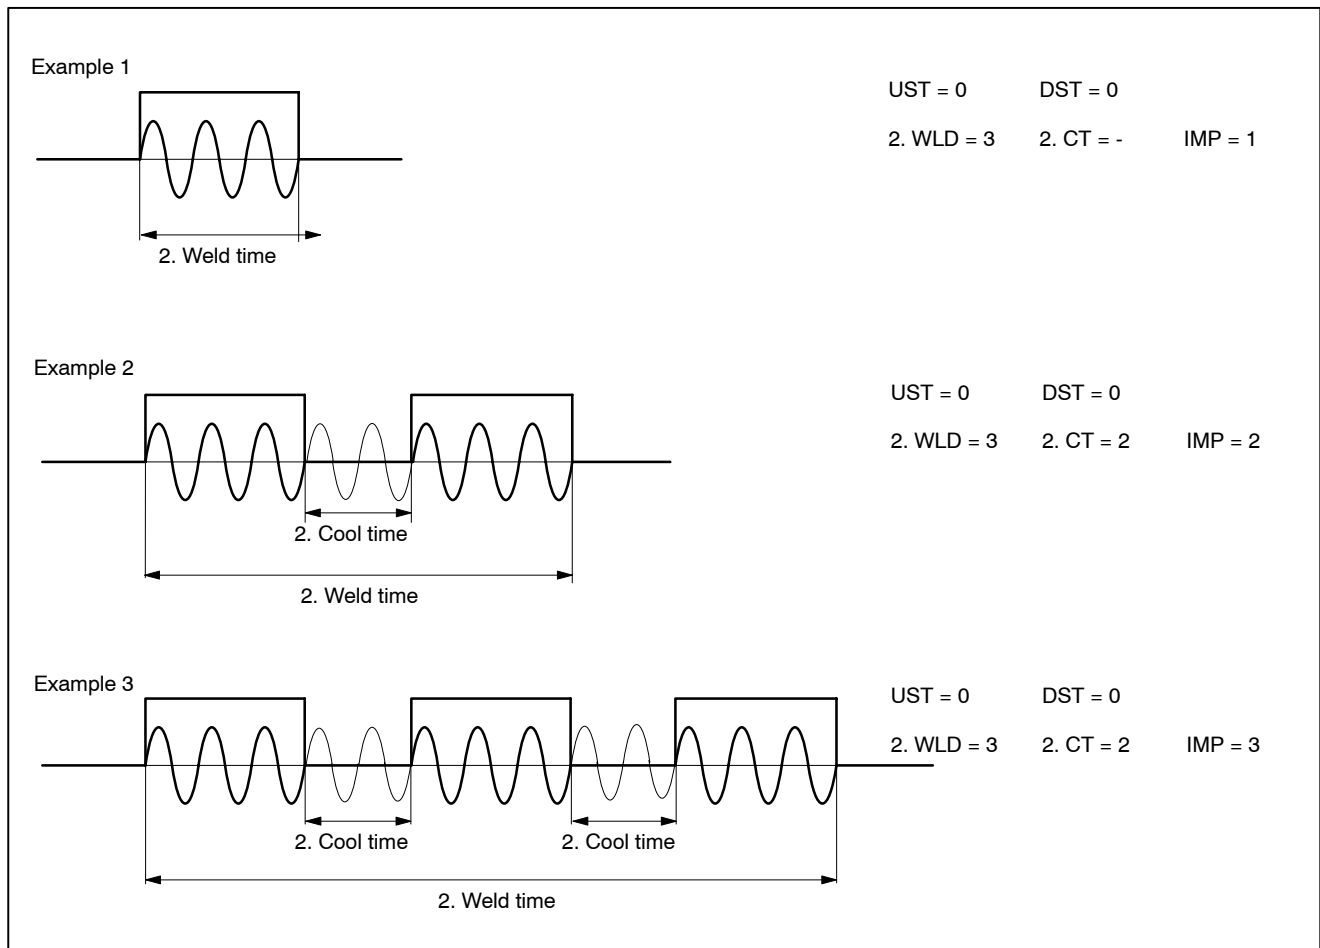 Example 1
UST = 0 DST = 0
2. WLD = 3 2. CT = - IMP = 1
2. Weld time
Example 2
UST = 0 DST = 0
2. WLD = 3 2. CT = 2 IMP = 2
2. Cool time
2. Weld time
Example 3
UST = 0 DST = 0
2. WLD = 3 2. CT = 2 IMP = 3
2. Cool time 2. Cool time
2. Weld time